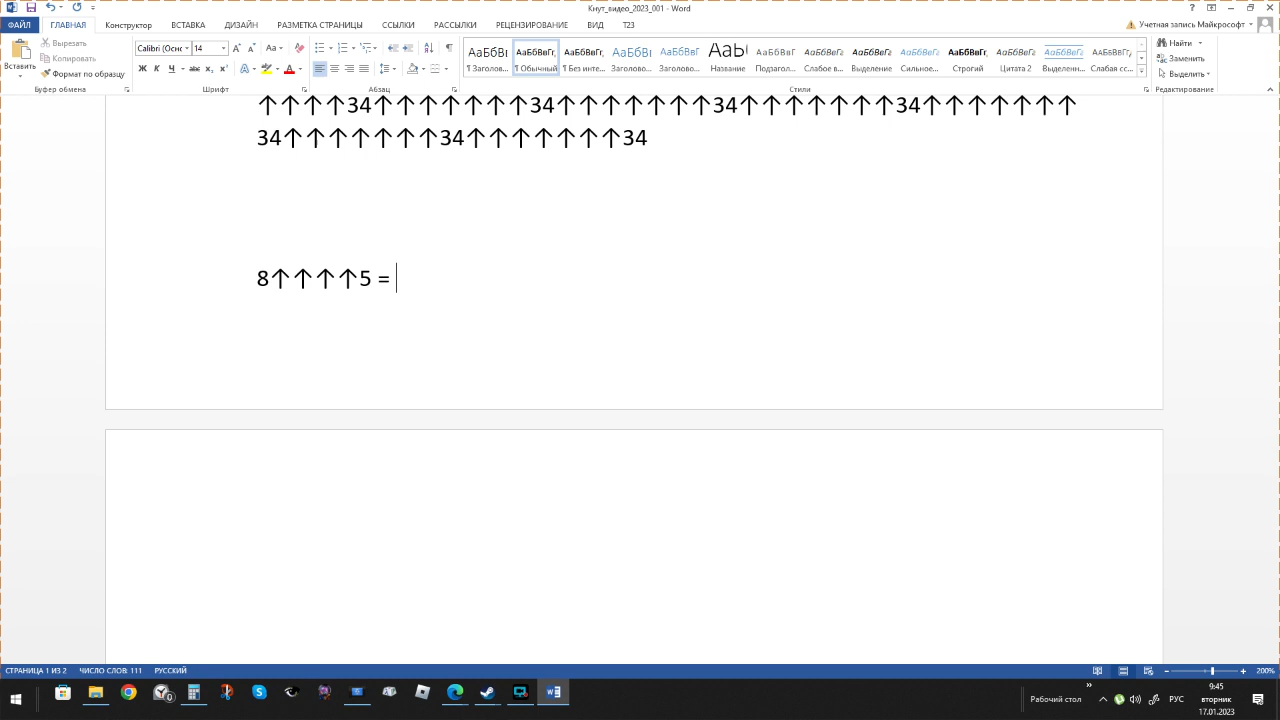 Кнут_видео_2023_001 - Word
ФАЙЛ ГЛАВНАЯ Конструктор ВСТАВКА ДИЗАЙН РАЗМЕТКА СТРАНИЦЫ ССЫЛКИ РАССЫЛКИ РЕЦЕНЗИРОВАНИЕ ВИД T23 Учетная запись Майкрософт
Вставить
Вырезать
Копировать
Формат по образцу
Буфер обмена
Calibri (Осно 14
Ж К Ч
Шрифт
Абзац
АаБбВвГг, АаБбВвГг,
Заголов... ¶ Обычный ¶ Без инте... Заголово... Заголово... Название Подзагол... Слабое в... Выделение Сильное... Строгий Цитата 2 Выделенн... Слабая сс...
Стили
Найти
Заменить
Выделить
Редактирование
↑↑↑↑34↑↑↑↑↑↑↑34↑↑↑↑↑↑↑34↑↑↑↑↑↑↑34↑↑↑↑↑↑↑
34↑↑↑↑↑↑↑34↑↑↑↑↑↑↑34
8↑↑↑↑5 =
СТРАНИЦА 1 ИЗ 2 ЧИСЛО СЛОВ: 111 РУССКИЙ 200%
Рабочий стол РУС
9:45
вторник
17.01.2023